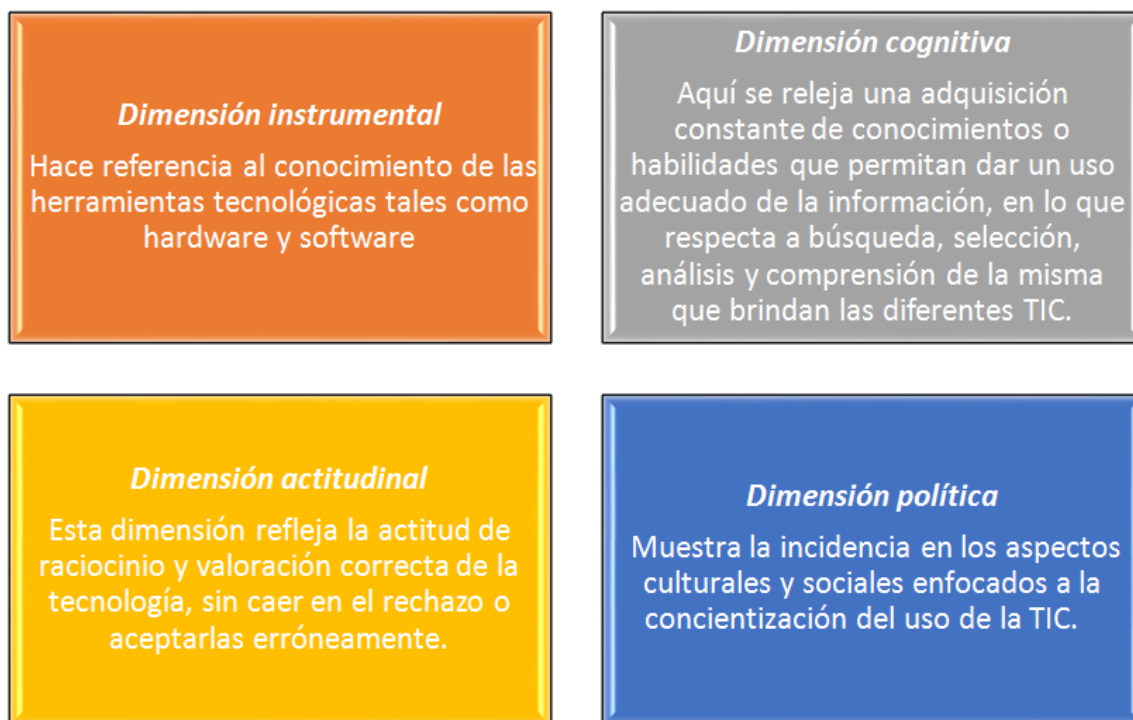 Dimensión instrumental
Hace referencia al conocimiento de las
herramientas tecnológicas tales como
hardware y software
Dimensión cognitiva
Aquí se releja una adquisición
constante de conocimientos o
habilidades que permitan dar un uso
adecuado de la información, en lo que
respecta a búsqueda, selección,
análisis y comprensión de la misma
que brindan las diferentes TIC.
Dimensión actitudinal
Esta dimensión refleja la actitud de
raciocinio y valoración correcta de la
tecnología, sin caer en el rechazo o
aceptarlas erróneamente.
Dimensión política
Muestra la incidencia en los aspectos
culturales y sociales enfocados a la
concientización del uso de la TIC.